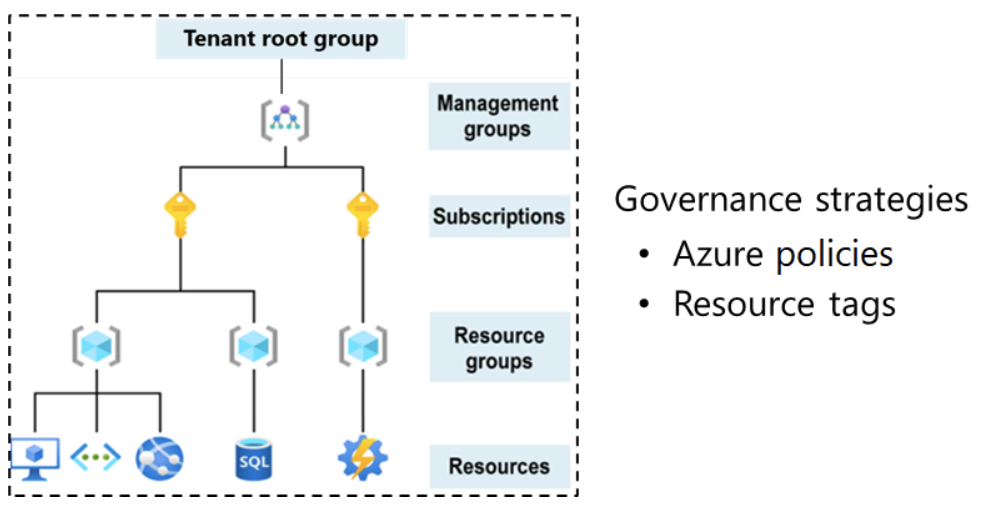 Tenant root group
Management
groups
Subscriptions
Resource
groups
SQL
Resources
Governance strategies
• Azure policies
• Resource tags